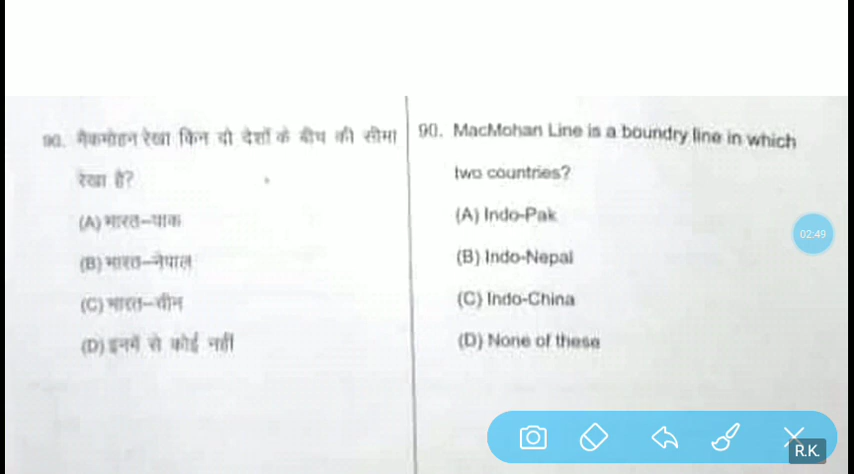 90. मैकमोहन रेखा किन दो देशों के बीच की सीमा
रेखा है?
(A) भारत–पाक
(B) भारत–नेपाल
(C) भारत–चीन
(D) इनमें से कोई नहीं
90. MacMohan Line is a boundry line in which
two countries?
(A) Indo-Pak
(B) Indo-Nepal
(C) Indo-China
(D) None of these
02:49
R.K.